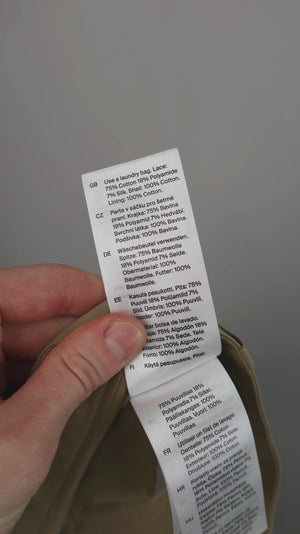 GB Use a laundry bag. Lace:
75% Cotton 18% Polyamide
7% Silk. Shell: 100% Cotton.
Lining: 100% Cotton.
CZ Perte v sáčku pro šetrné
praní. Krajka: 75% Bavlna
18% Polyamid 7% Hedvábí.
Svrchní látka: 100% Bavlna
Podšívka: 100% Bavlna.
DE Wäschebeutel verwenden.
Spitze: 75% Baumwolle
18% Polyamid 7% Seide.
Obermaterial: 100%
Baumwolle. Futter: 100%
Baumwolle.
EE Kasuta pesukotti. Pits: 75%
Puuvill 18% Polüamiid 7%
Siid. Ümbris: 100% Puuvill.
Vooder: 100% Puuvill.
bolsa de lavado.
75% Algodón 18%
7% Seda. Tela
100% Algodón.
Forro: 100% Algodón.
FI Käytä pesupussia. Pitsi:
75% Puuvillaa 18%
Polyamidia 7% Silkki.
Päälliskangas: 100%
Puuvillaa. Vuori: 100%
Puuvillaa.
FR Utiliser un filet de lavage.
Dentelle: 75% Coton
18% Polyamide 7% Soie.
Extérieur: 100% Coton.
Doublure: 100% Coton.
HR
HU